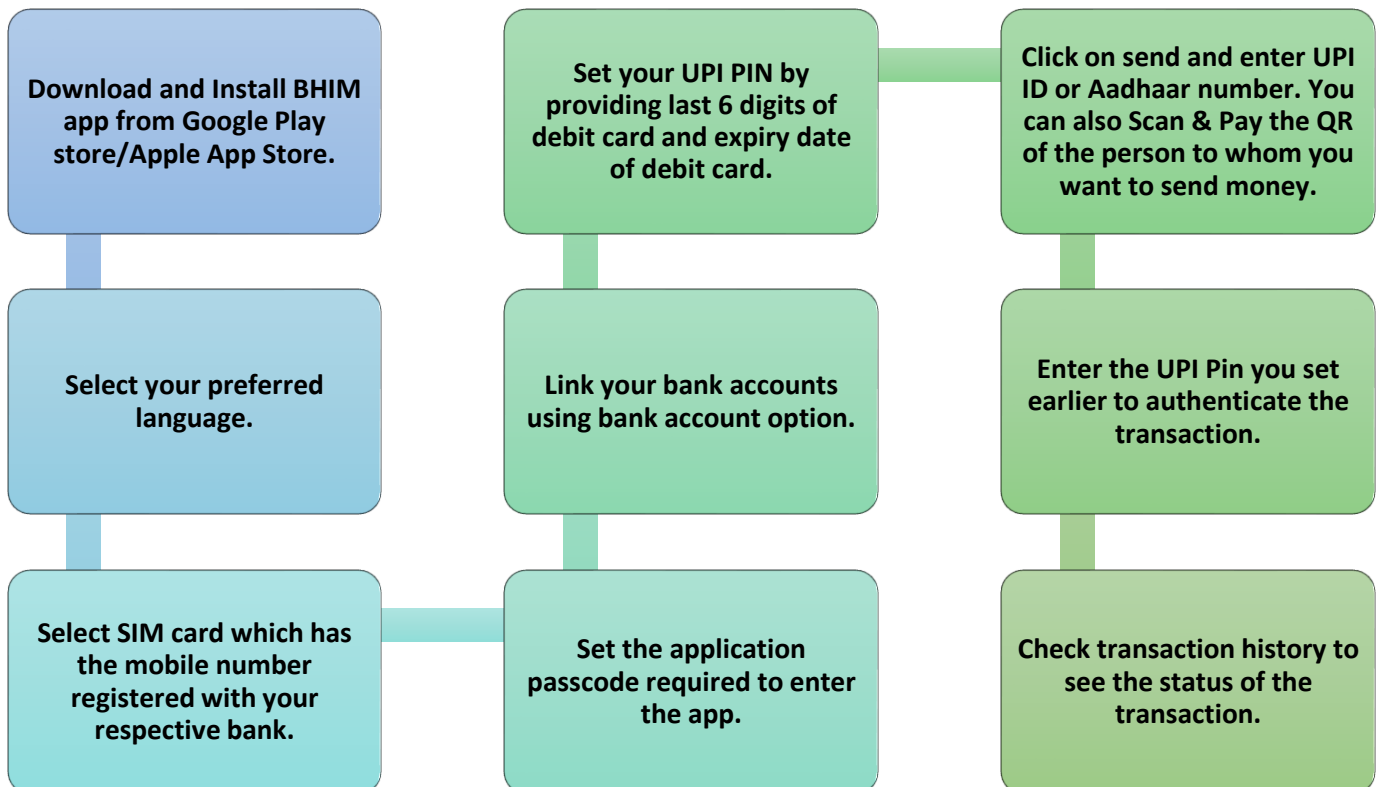 Download and Install BHIM
app from Google Play
store/Apple App Store.
Select your preferred
language.
Select SIM card which has
the mobile number
registered with your
respective bank.
Set the application
passcode required to enter
the app.
Link your bank accounts
using bank account option.
Set your UPI PIN by
providing last 6 digits of
debit card and expiry date
of debit card.
Click on send and enter UPI
ID or Aadhaar number. You
can also Scan & Pay the QR
of the person to whom you
want to send money.
Enter the UPI Pin you set
earlier to authenticate the
transaction.
Check transaction history to
see the status of the
transaction.